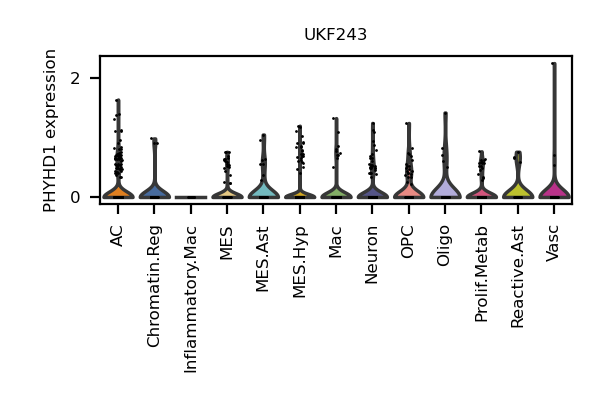 UKF243
PHYHD1 expression
2
0
AC
Chromatin.Reg
Inflammatory.Mac
MES
MES.Ast
MES.Hyp
Mac
Neuron
OPC
Oligo
Prolif.Metab
Reactive.Ast
Vasc